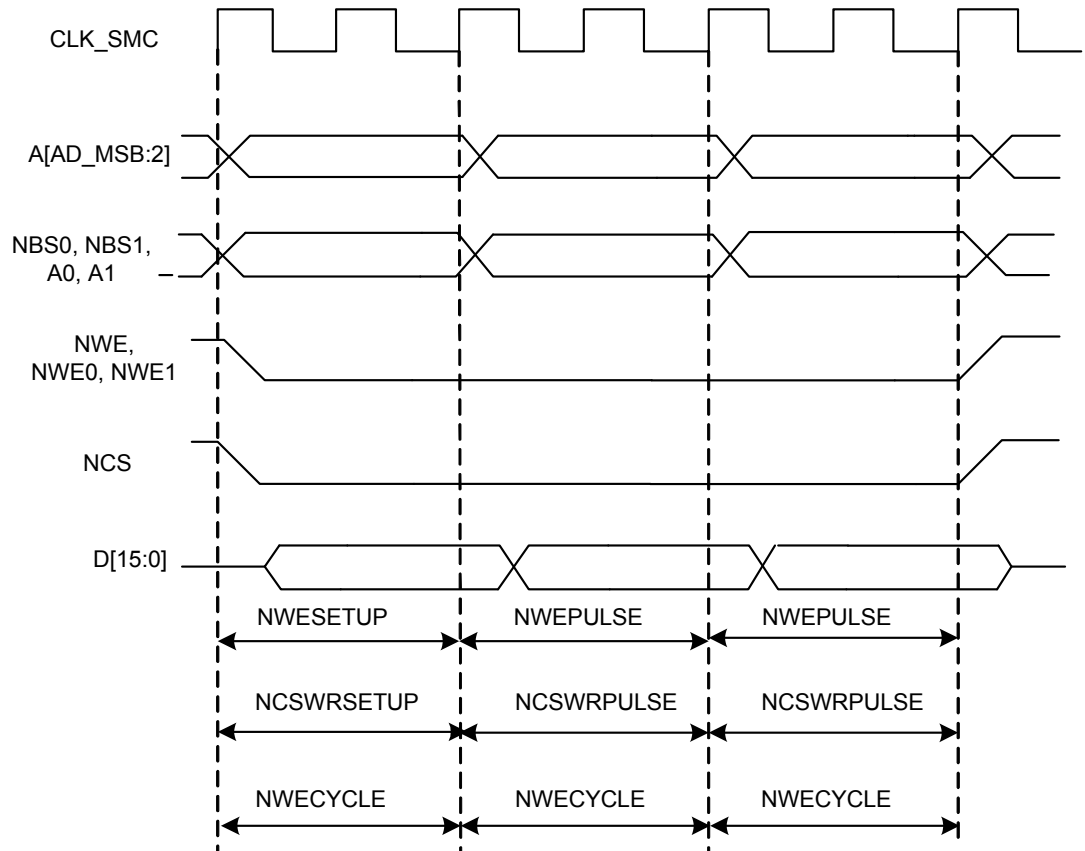 CLK_SMC
A[AD_MSB:2]
NBS0, NBS1,
A0, A1
NWE,
NWE0, NWE1
NCS
D[15:0]
NWESETUP NWEPULSE NWEPULSE
NCSWRSETUP NCSWRPULSE NCSWRPULSE
NWECYCLE NWECYCLE NWECYCLE